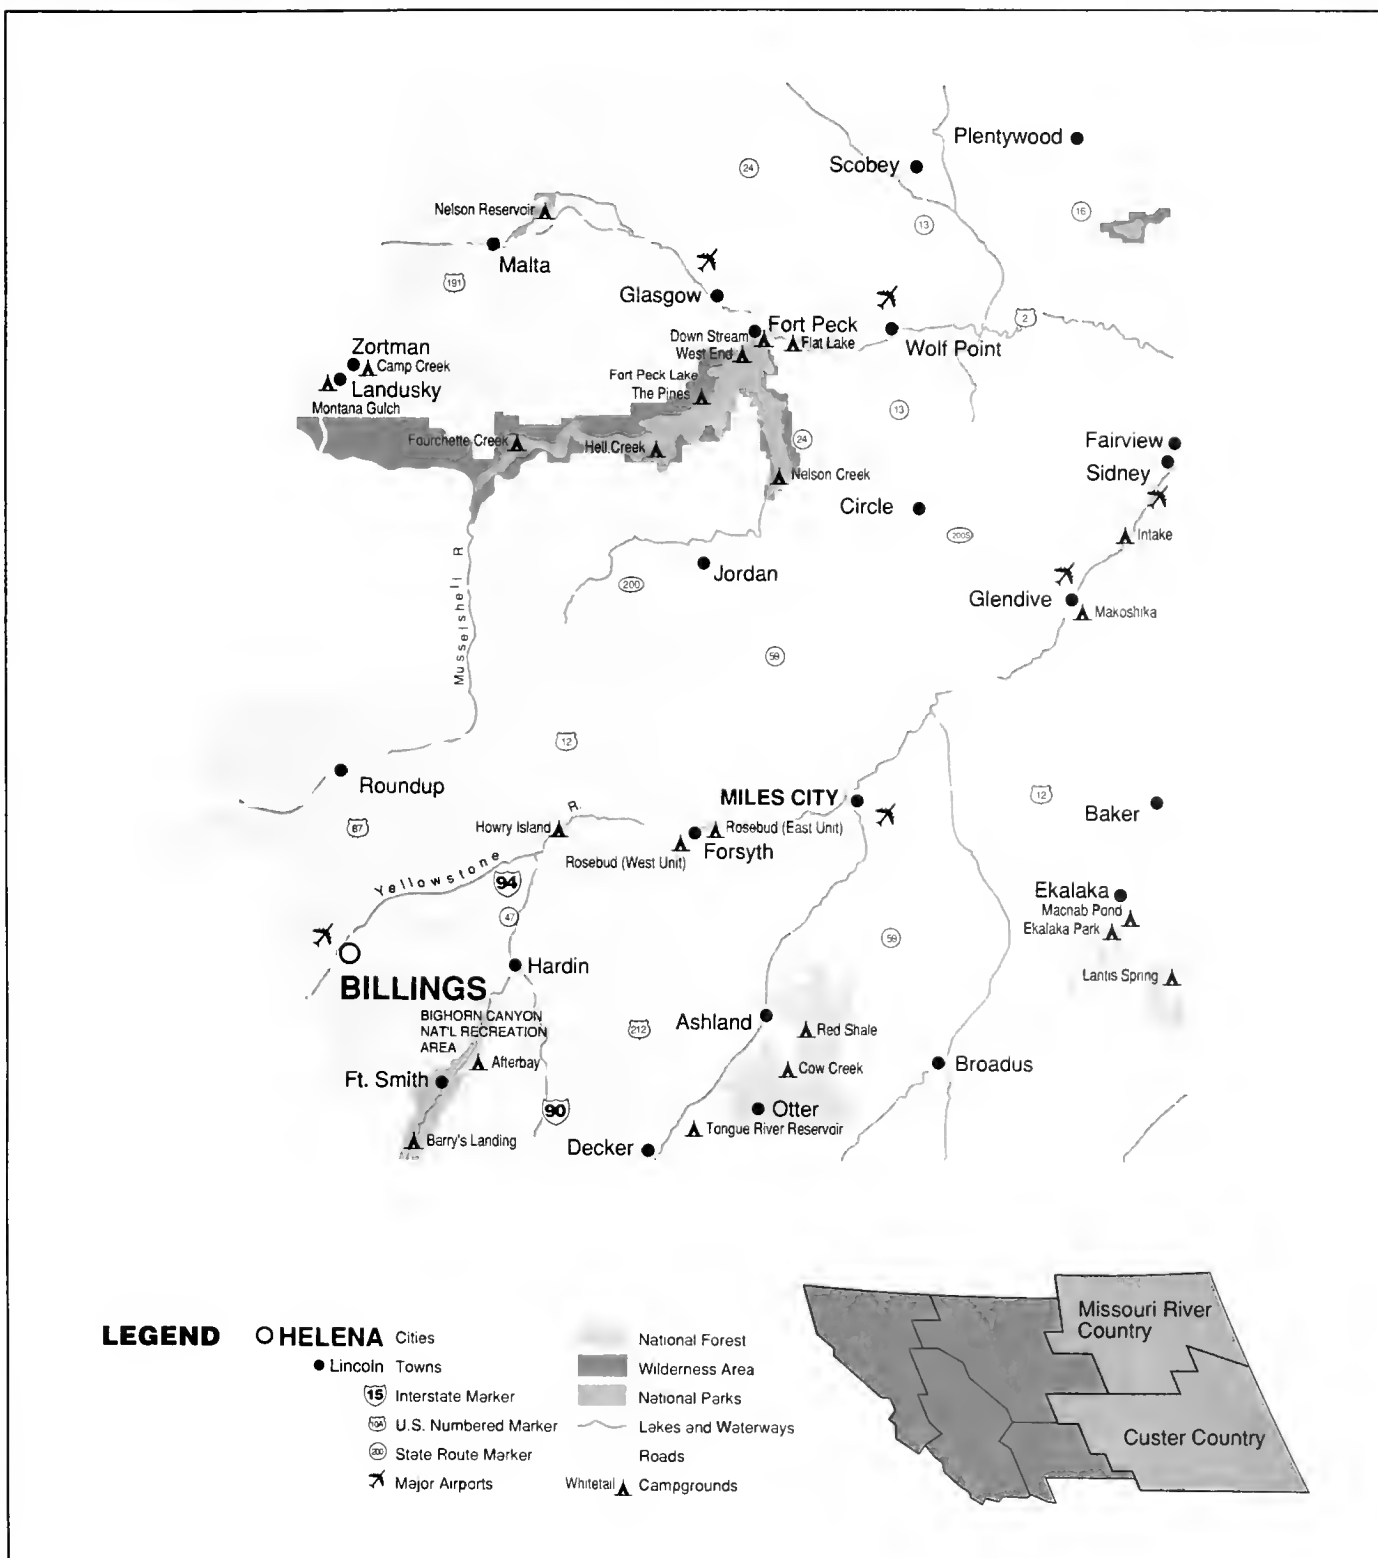 Plentywood
Scobey
24
16
13
Nelson Reservoir
Malta
191
Glasgow
2
Fort Peck
Down Stream
Flat Lake
West End
Wolf Point
Zortman
Camp Creek
Landusky
Montana Gulch
Fort Peck Lake
The Pines
13
24
Fourchette Creek
Hell Creek
Nelson Creek
Fairview
Sidney
Circle
200S
Intake
Jordan
200
Glendive
Makoshika
Musselshell R
59
12
Roundup
87
MILES CITY
12
Baker
R.
Howry Island
Rosebud (East Unit)
Forsyth
Rosebud (West Unit)
Yellowstone
94
47
Ekalaka
Macnab Pond
Ekalaka Park
59
Lantis Spring
Hardin
BILLINGS
BIGHORN CANYON
NAT'L RECREATION
AREA
212
Ashland
Red Shale
Afterbay
Cow Creek
Broadus
Ft. Smith
90
Otter
Tongue River Reservoir
Barry's Landing
Decker
LEGEND
HELENA Cities
Lincoln Towns
15 Interstate Marker
U.S. Numbered Marker
200 State Route Marker
Major Airports
National Forest
Wilderness Area
National Parks
Lakes and Waterways
Roads
Whitetail Campgrounds
Missouri River
Country
Custer Country